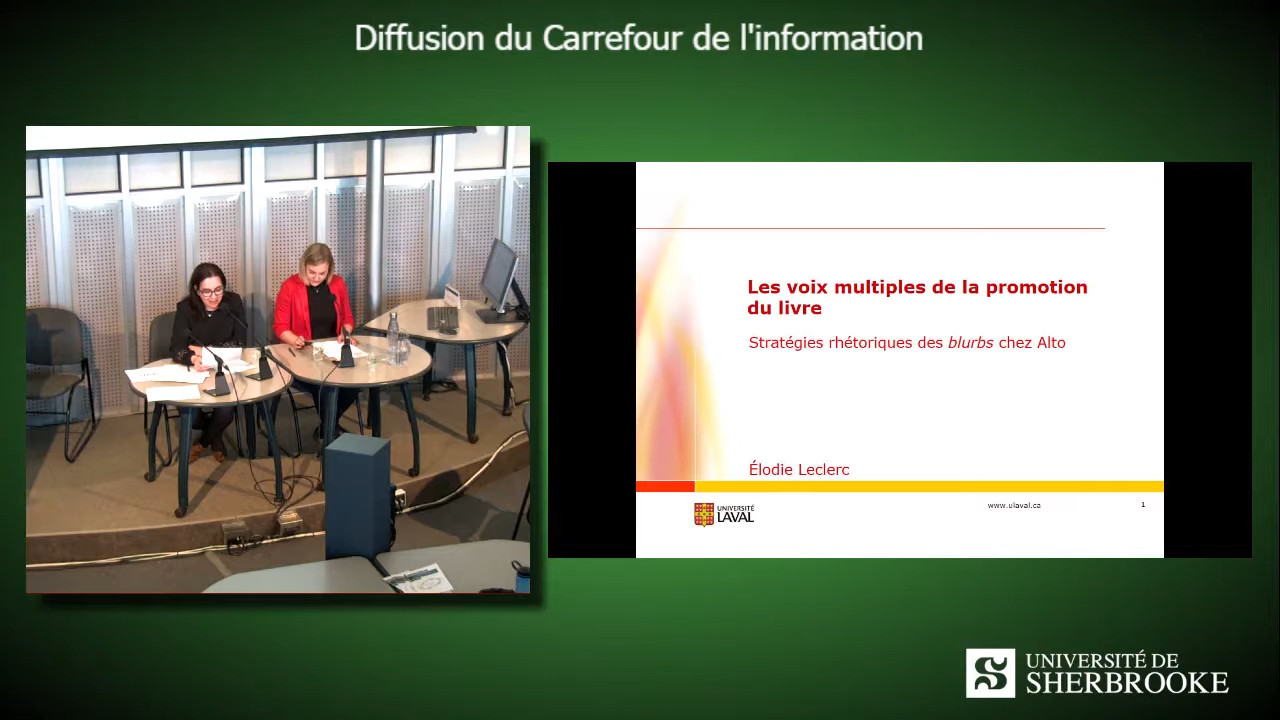 Diffusion du Carrefour de l'information
Les voix multiples de la promotion
du livre
Stratégies rhétoriques des blurbs chez Alto
Élodie Leclerc
UNIVERSITÉ
LAVAL
www.ulaval.ca
1
UNIVERSITÉ DE
SHERBROOKE